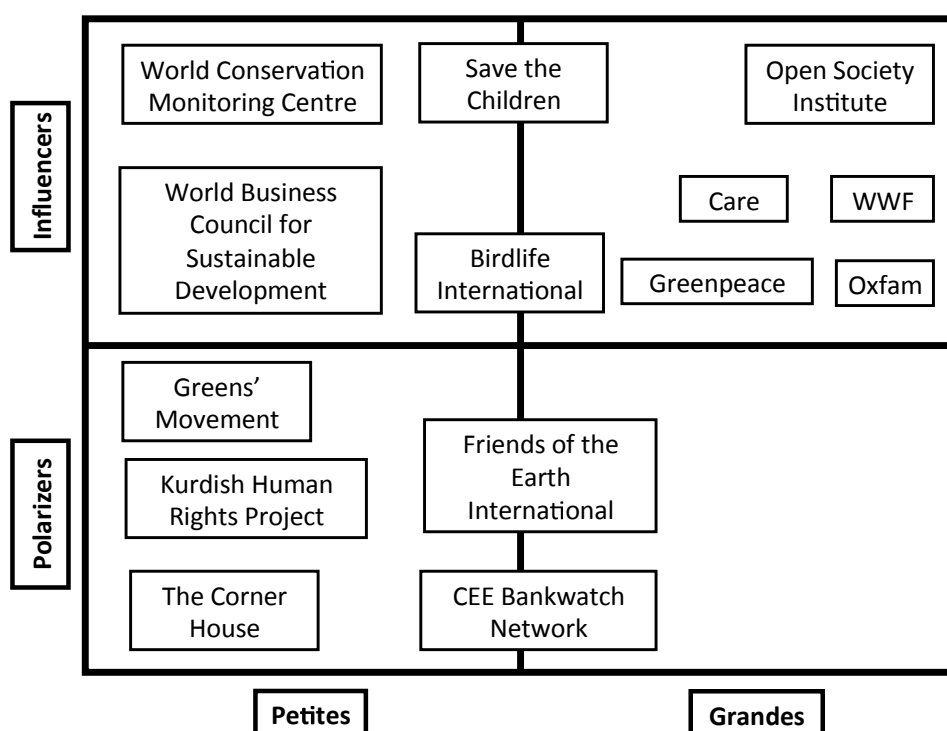 World Conservation
Monitoring Centre
Save the
Children
Open Society
Institute
Influencers
World Business
Council for
Sustainable
Development
Care
WWF
Birdlife
International
Greenpeace
Oxfam
Greens’
Movement
Friends of the
Earth
International
Polarizers
Kurdish Human
Rights Project
The Corner
House
CEE Bankwatch
Network
Petites
Grandes